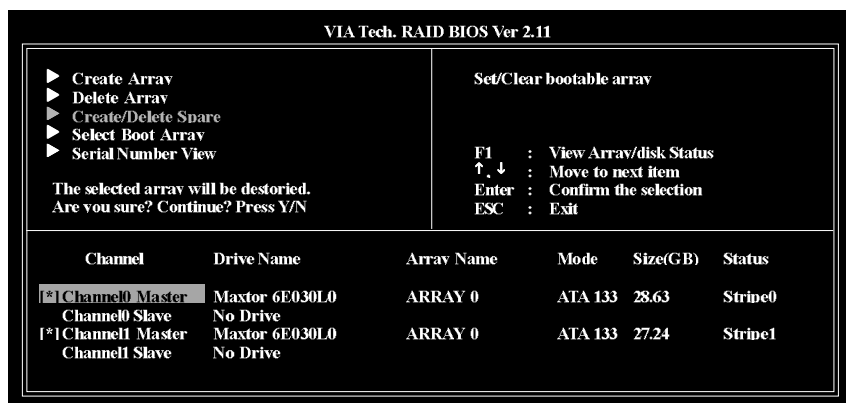 VIA Tech. RAID BIOS Ver 2.11
Create Array
Delete Array
Create/Delete Spare
Select Boot Array
Serial Number View
The selected array will be destoried.
Are you sure? Continue? Press Y/N
Set/Clear bootable array
F1 : View Array/disk Status
↑,↓ : Move to next item
Enter : Confirm the selection
ESC : Exit
Channel Drive Name Array Name Mode Size(GB) Status
[*]Channel0 Master Maxtor 6E030L0 ARRAY 0 ATA 133 28.63 Stripe0
Channel0 Slave No Drive
[*]Channel1 Master Maxtor 6E030L0 ARRAY 0 ATA 133 27.24 Stripe1
Channel1 Slave No Drive